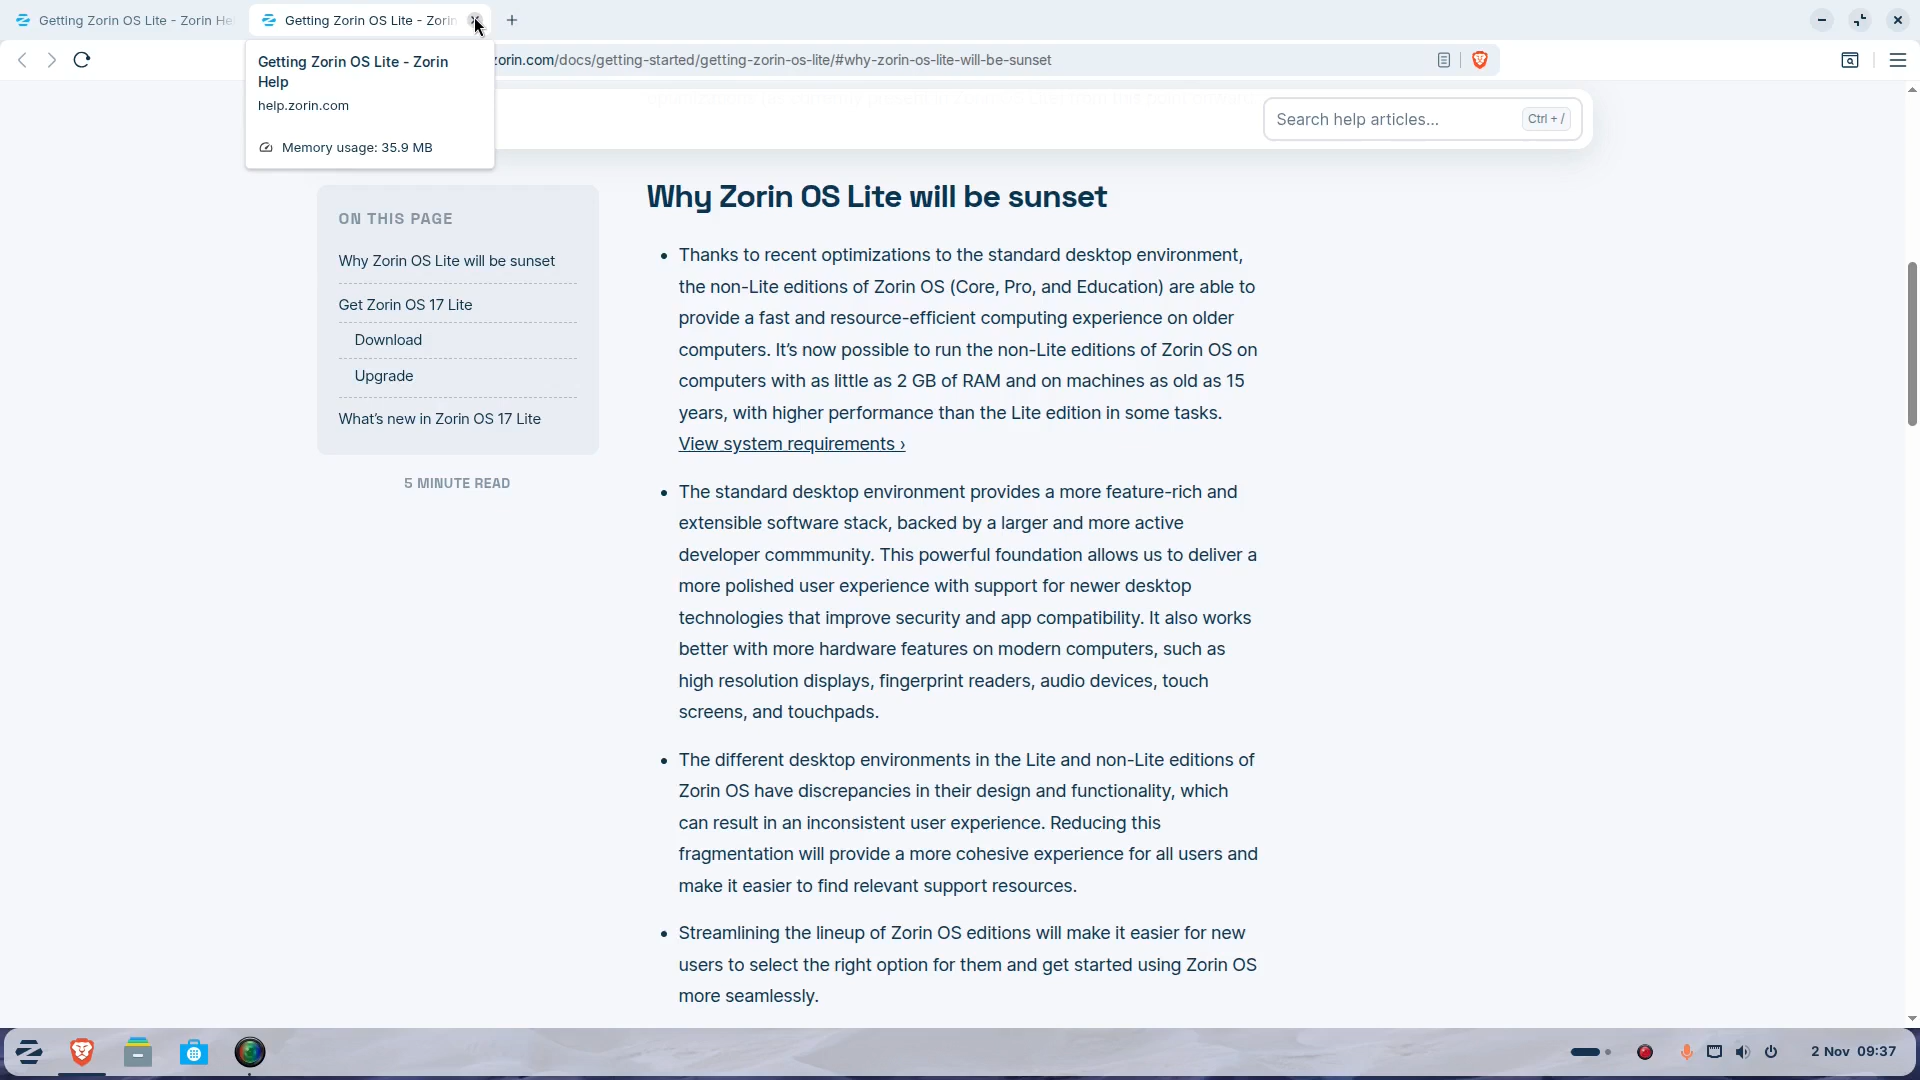 Getting Zorin OS Lite - Zorin He
Getting Zorin OS Lite - Zorin
Getting Zorin OS Lite - Zorin
Help
help.zorin.com
Memory usage: 35.9 MB
zorin.com/docs/getting-started/getting-zorin-os-lite/#why-zorin-os-lite-will-be-sunset
Search help articles...
Ctrl + /
ON THIS PAGE
Why Zorin OS Lite will be sunset
Get Zorin OS 17 Lite
Download
Upgrade
What's new in Zorin OS 17 Lite
5 MINUTE READ
Why Zorin OS Lite will be sunset
• Thanks to recent optimizations to the standard desktop environment,
the non-Lite editions of Zorin OS (Core, Pro, and Education) are able to
provide a fast and resource-efficient computing experience on older
computers. It's now possible to run the non-Lite editions of Zorin OS on
computers with as little as 2 GB of RAM and on machines as old as 15
years, with higher performance than the Lite edition in some tasks.
View system requirements ›
• The standard desktop environment provides a more feature-rich and
extensible software stack, backed by a larger and more active
developer commmunity. This powerful foundation allows us to deliver a
more polished user experience with support for newer desktop
technologies that improve security and app compatibility. It also works
better with more hardware features on modern computers, such as
high resolution displays, fingerprint readers, audio devices, touch
screens, and touchpads.
• The different desktop environments in the Lite and non-Lite editions of
Zorin OS have discrepancies in their design and functionality, which
can result in an inconsistent user experience. Reducing this
fragmentation will provide a more cohesive experience for all users and
make it easier to find relevant support resources.
• Streamlining the lineup of Zorin OS editions will make it easier for new
users to select the right option for them and get started using Zorin OS
more seamlessly.
2 Nov 09:37